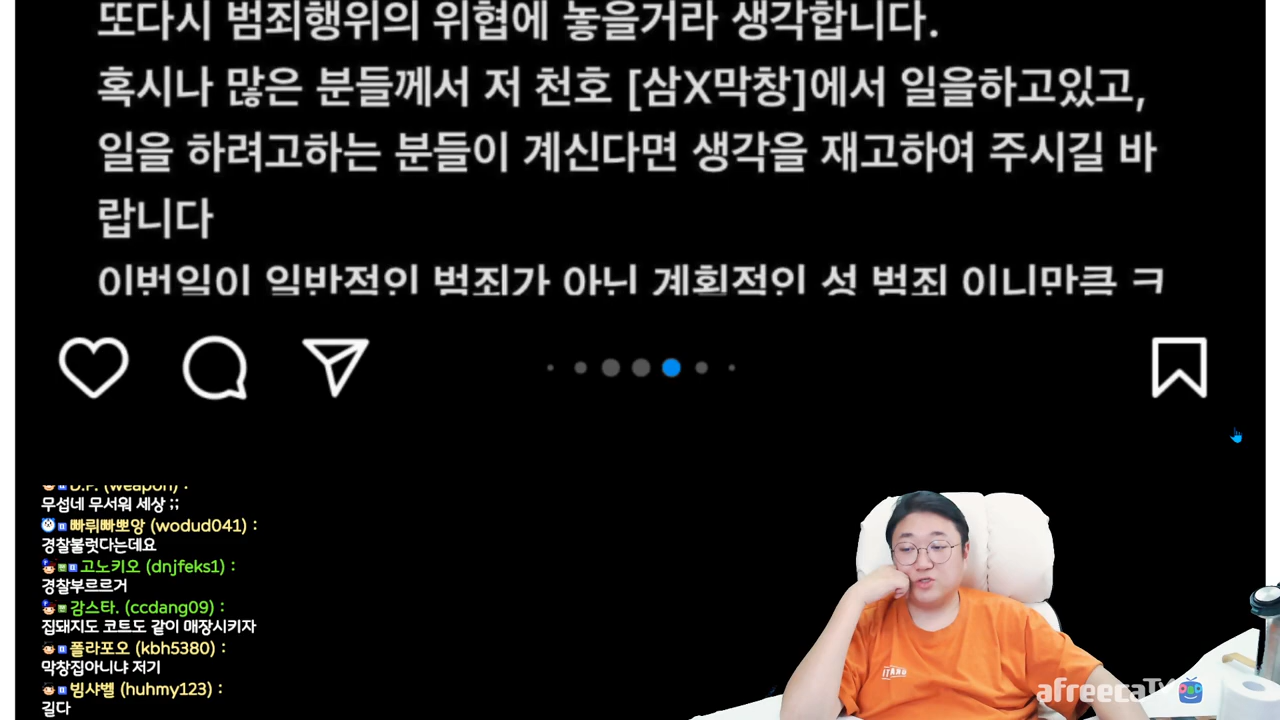 또다시 범죄행위의 위협에 놓을거라 생각합니다.
혹시나 많은 분들께서 저 천호 [삼X막창]에서 일을하고있고,
일을 하려고하는 분들이 계신다면 생각을 재고하여 주시길 바
랍니다
이번일이 일반적인 범죄가 아닌 계획적인 성 범죄 이니만큼 ㅋ
D.P. (weapon) :
무섭네 무서워 세상 ;;
빠뤼빠뽀앙 (wodud041) :
경찰불럿다는데요
고노키오 (dnjfeks1) :
경찰부르르거
감스타. (ccdang09) :
집돼지도 코트도 같이 매장시키자
폴라포오 (kbh5380) :
막창집아니냐 저기
빙샤벨 (huhmy123) :
길다
afreecaTV